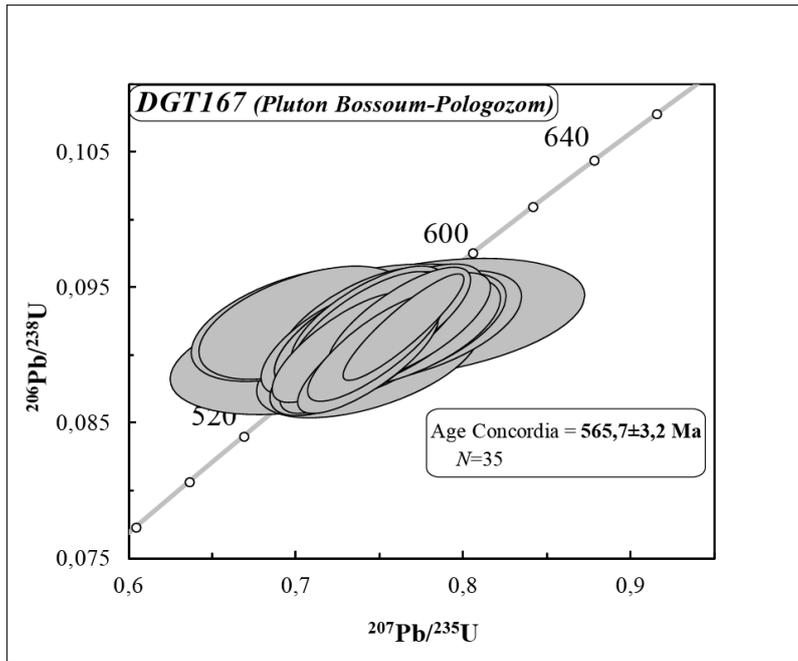 DGT167 (Pluton Bossoum-Pologozom)
640
0,105
600
0,095
206Pb/238U
520
0,085
Age Concordia = 565,7±3,2 Ma
N=35
0,075
0,6 0,7 0,8 0,9
207Pb/235U